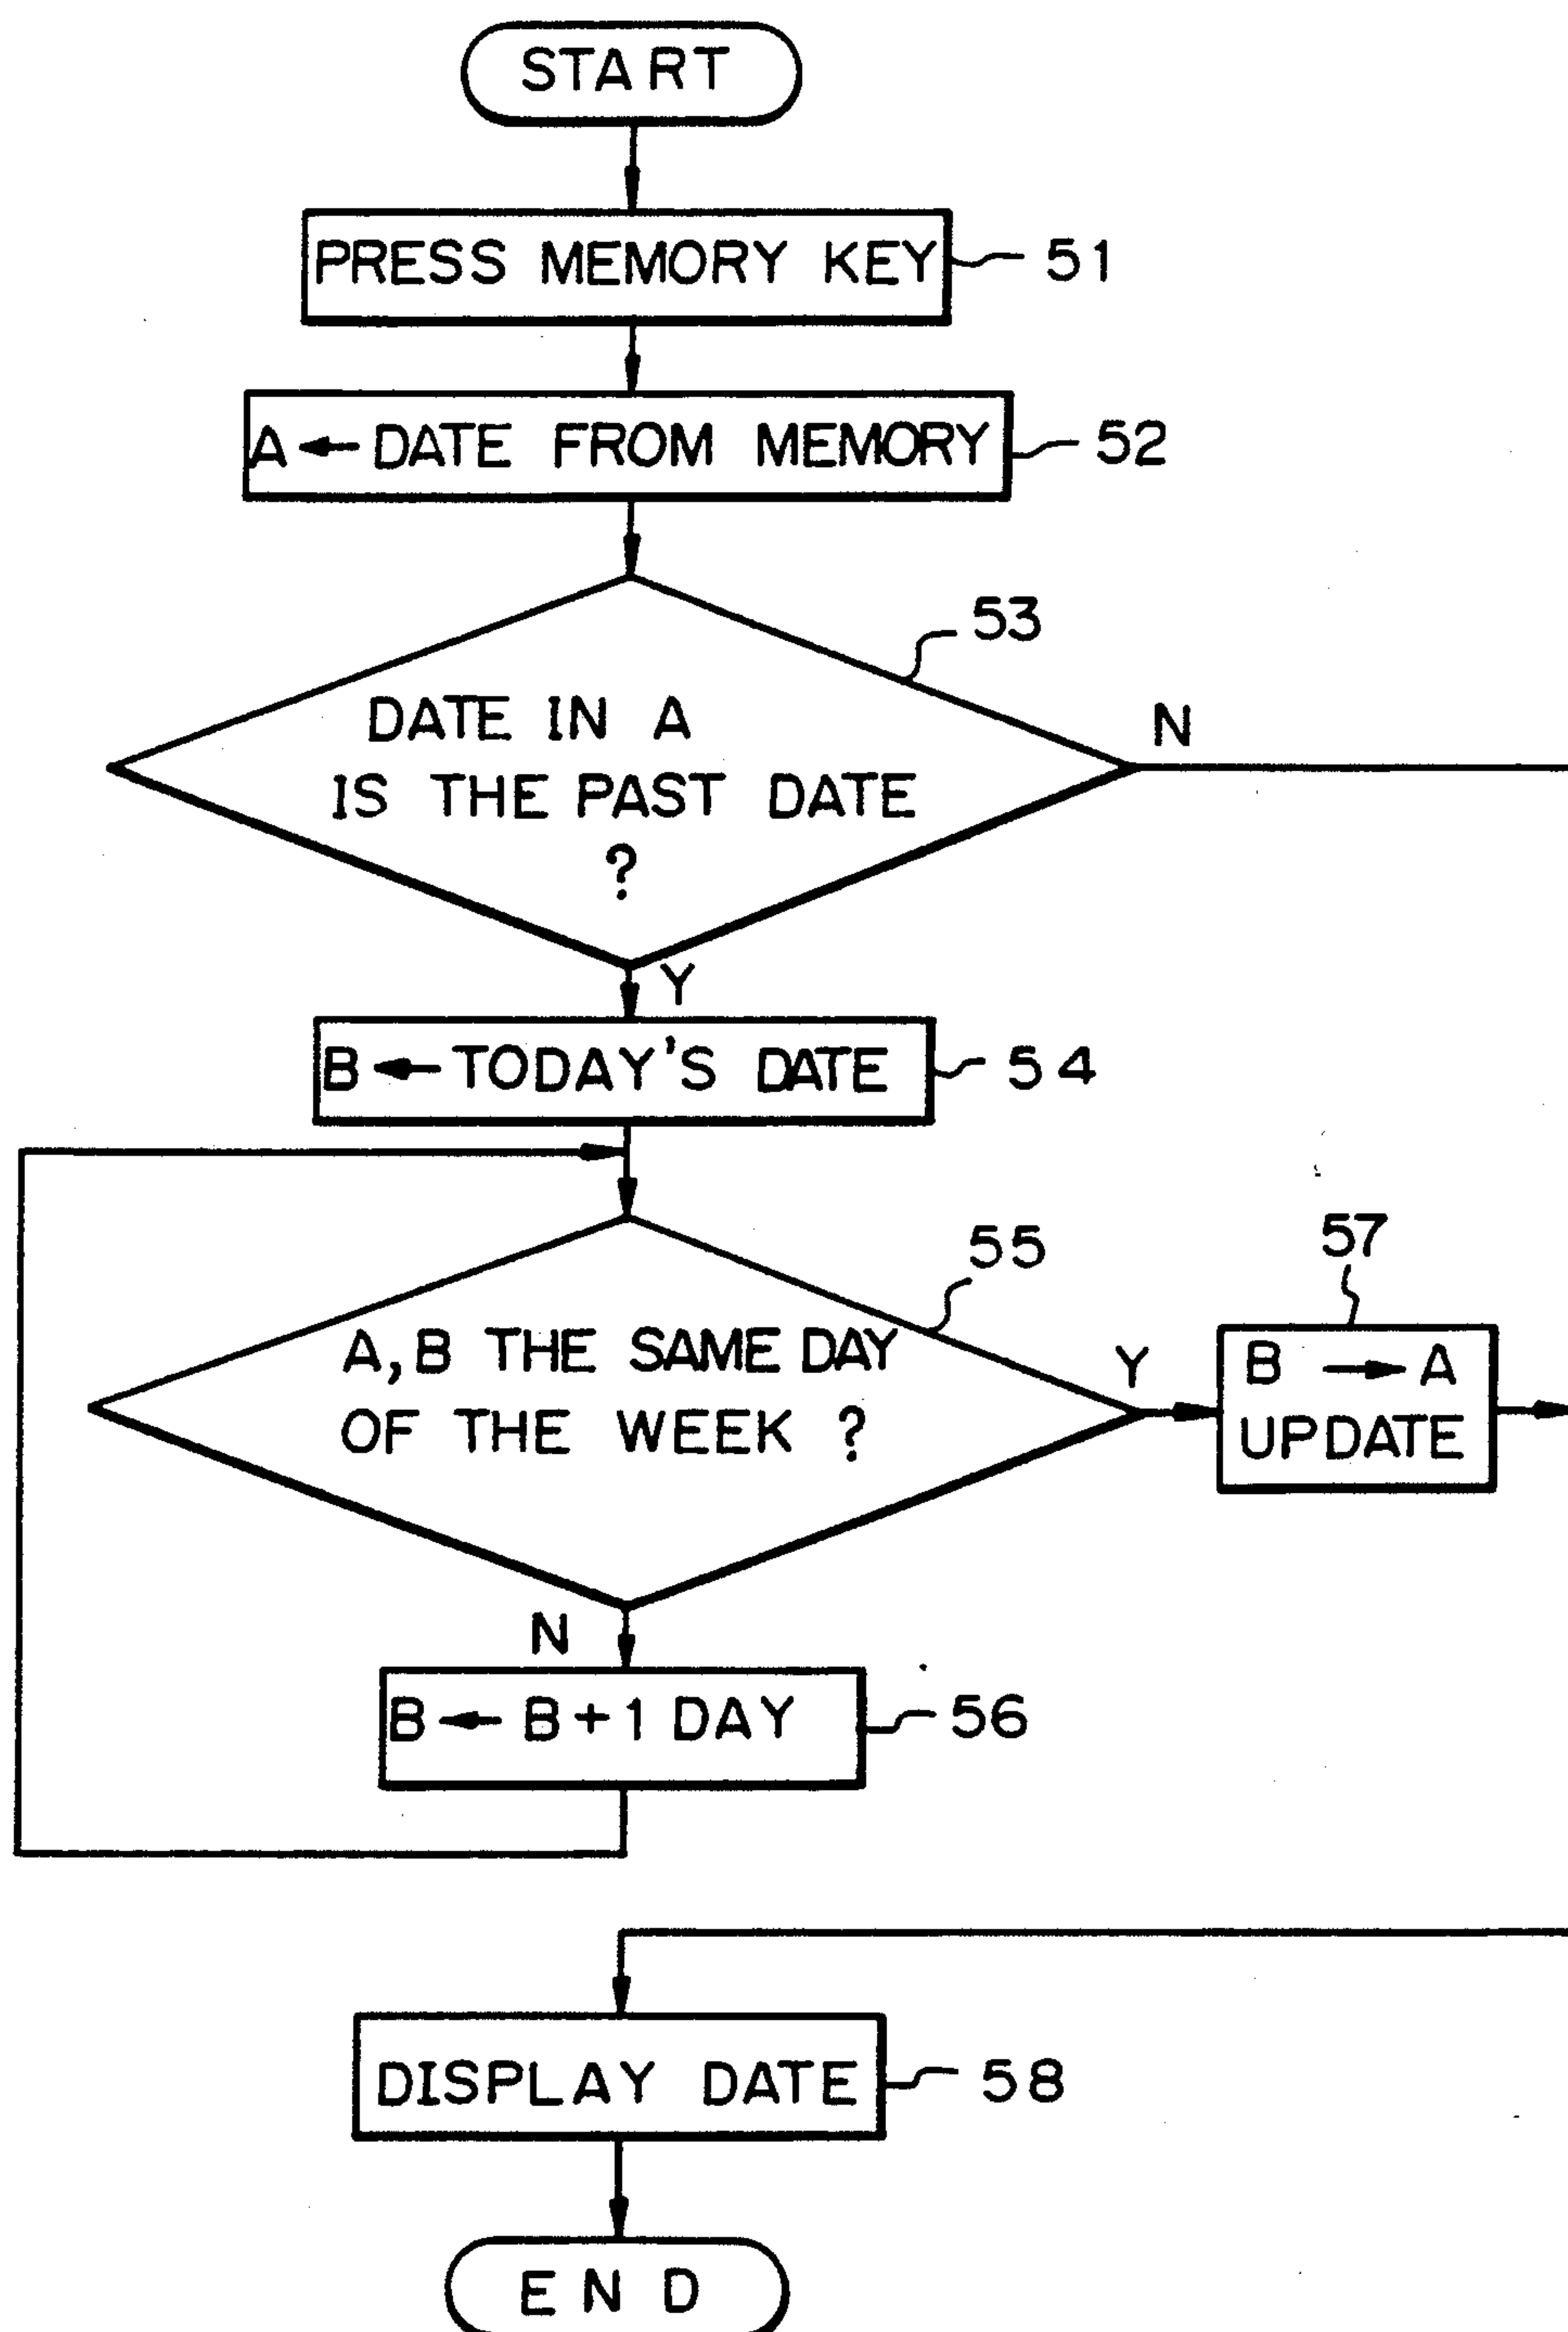 START
PRESS MEMORY KEY
51
A ← DATE FROM MEMORY
52
53
DATE IN A
IS THE PAST DATE
?
N
Y
B ← TODAY'S DATE
54
55
A, B THE SAME DAY
OF THE WEEK ?
Y
57
B → A
UPDATE
N
B ← B+1 DAY
56
DISPLAY DATE
58
END